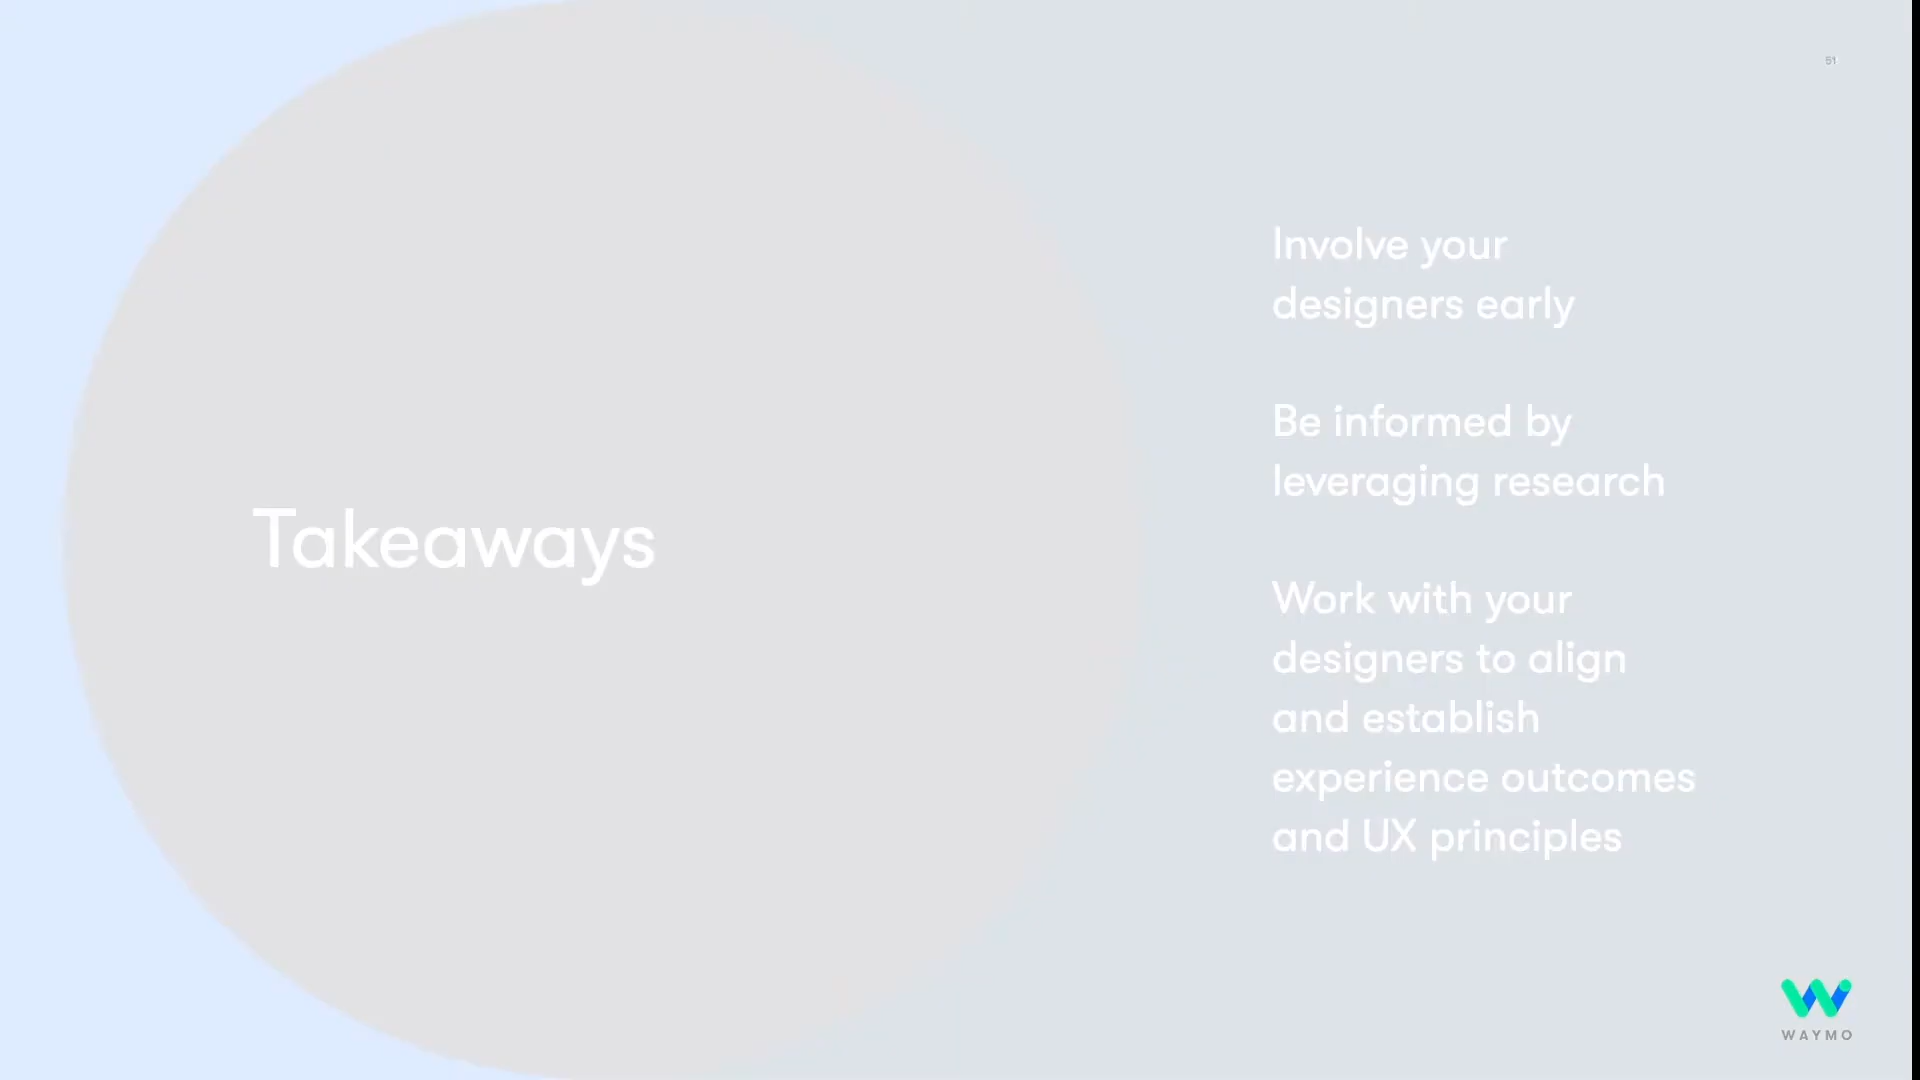 51
Takeaways
Involve your
designers early
Be informed by
leveraging research
Work with your
designers to align
and establish
experience outcomes
and UX principles
WAYMO